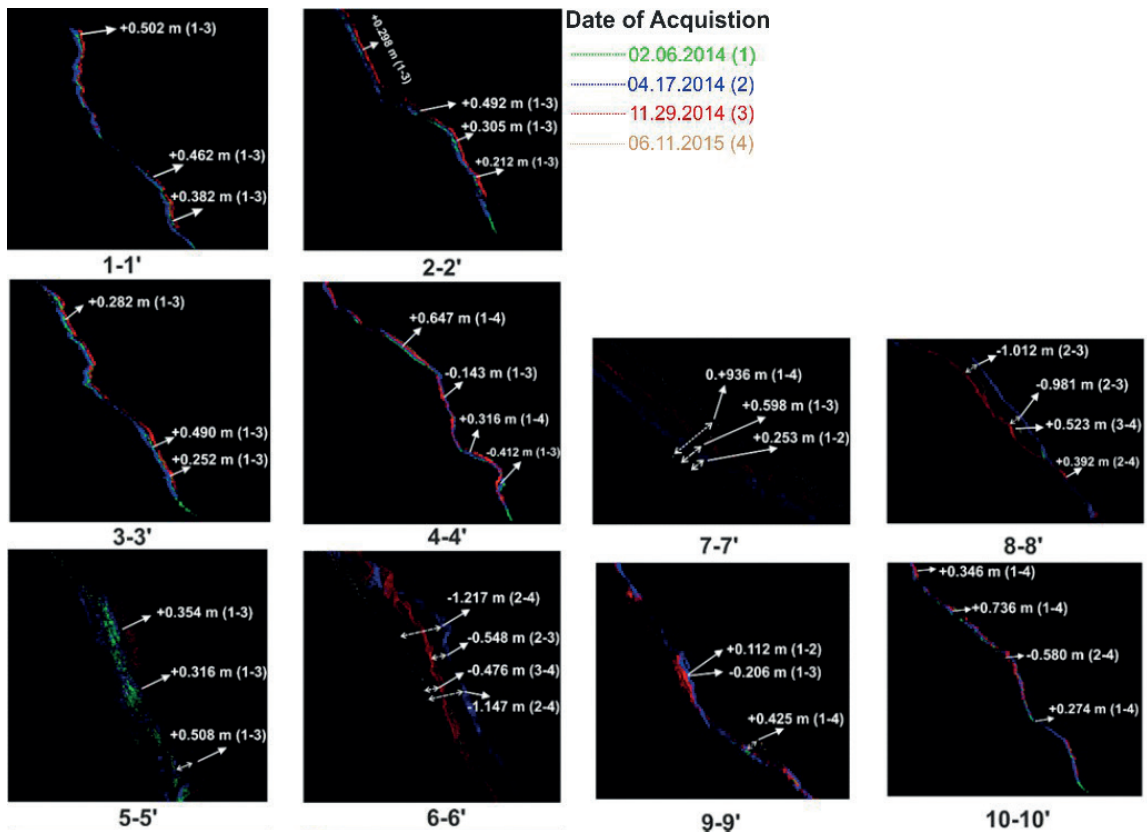 Date of Acquistion
02.06.2014 (1)
04.17.2014 (2)
11.29.2014 (3)
06.11.2015 (4)
+0.502 m (1-3)
+0.462 m (1-3)
+0.382 m (1-3)
1-1'
+0.298 m (1-3)
+0.492 m (1-3)
+0.305 m (1-3)
+0.212 m (1-3)
2-2'
+0.282 m (1-3)
+0.490 m (1-3)
+0.252 m (1-3)
3-3'
+0.647 m (1-4)
-0.143 m (1-3)
+0.316 m (1-4)
-0.412 m (1-3)
4-4'
0.+936 m (1-4)
+0.598 m (1-3)
+0.253 m (1-2)
7-7'
-1.012 m (2-3)
-0.981 m (2-3)
+0.523 m (3-4)
+0.392 m (2-4)
8-8'
+0.354 m (1-3)
+0.316 m (1-3)
+0.508 m (1-3)
5-5'
-1.217 m (2-4)
-0.548 m (2-3)
-0.476 m (3-4)
-1.147 m (2-4)
6-6'
+0.112 m (1-2)
-0.206 m (1-3)
+0.425 m (1-4)
9-9'
+0.346 m (1-4)
+0.736 m (1-4)
-0.580 m (2-4)
+0.274 m (1-4)
10-10'